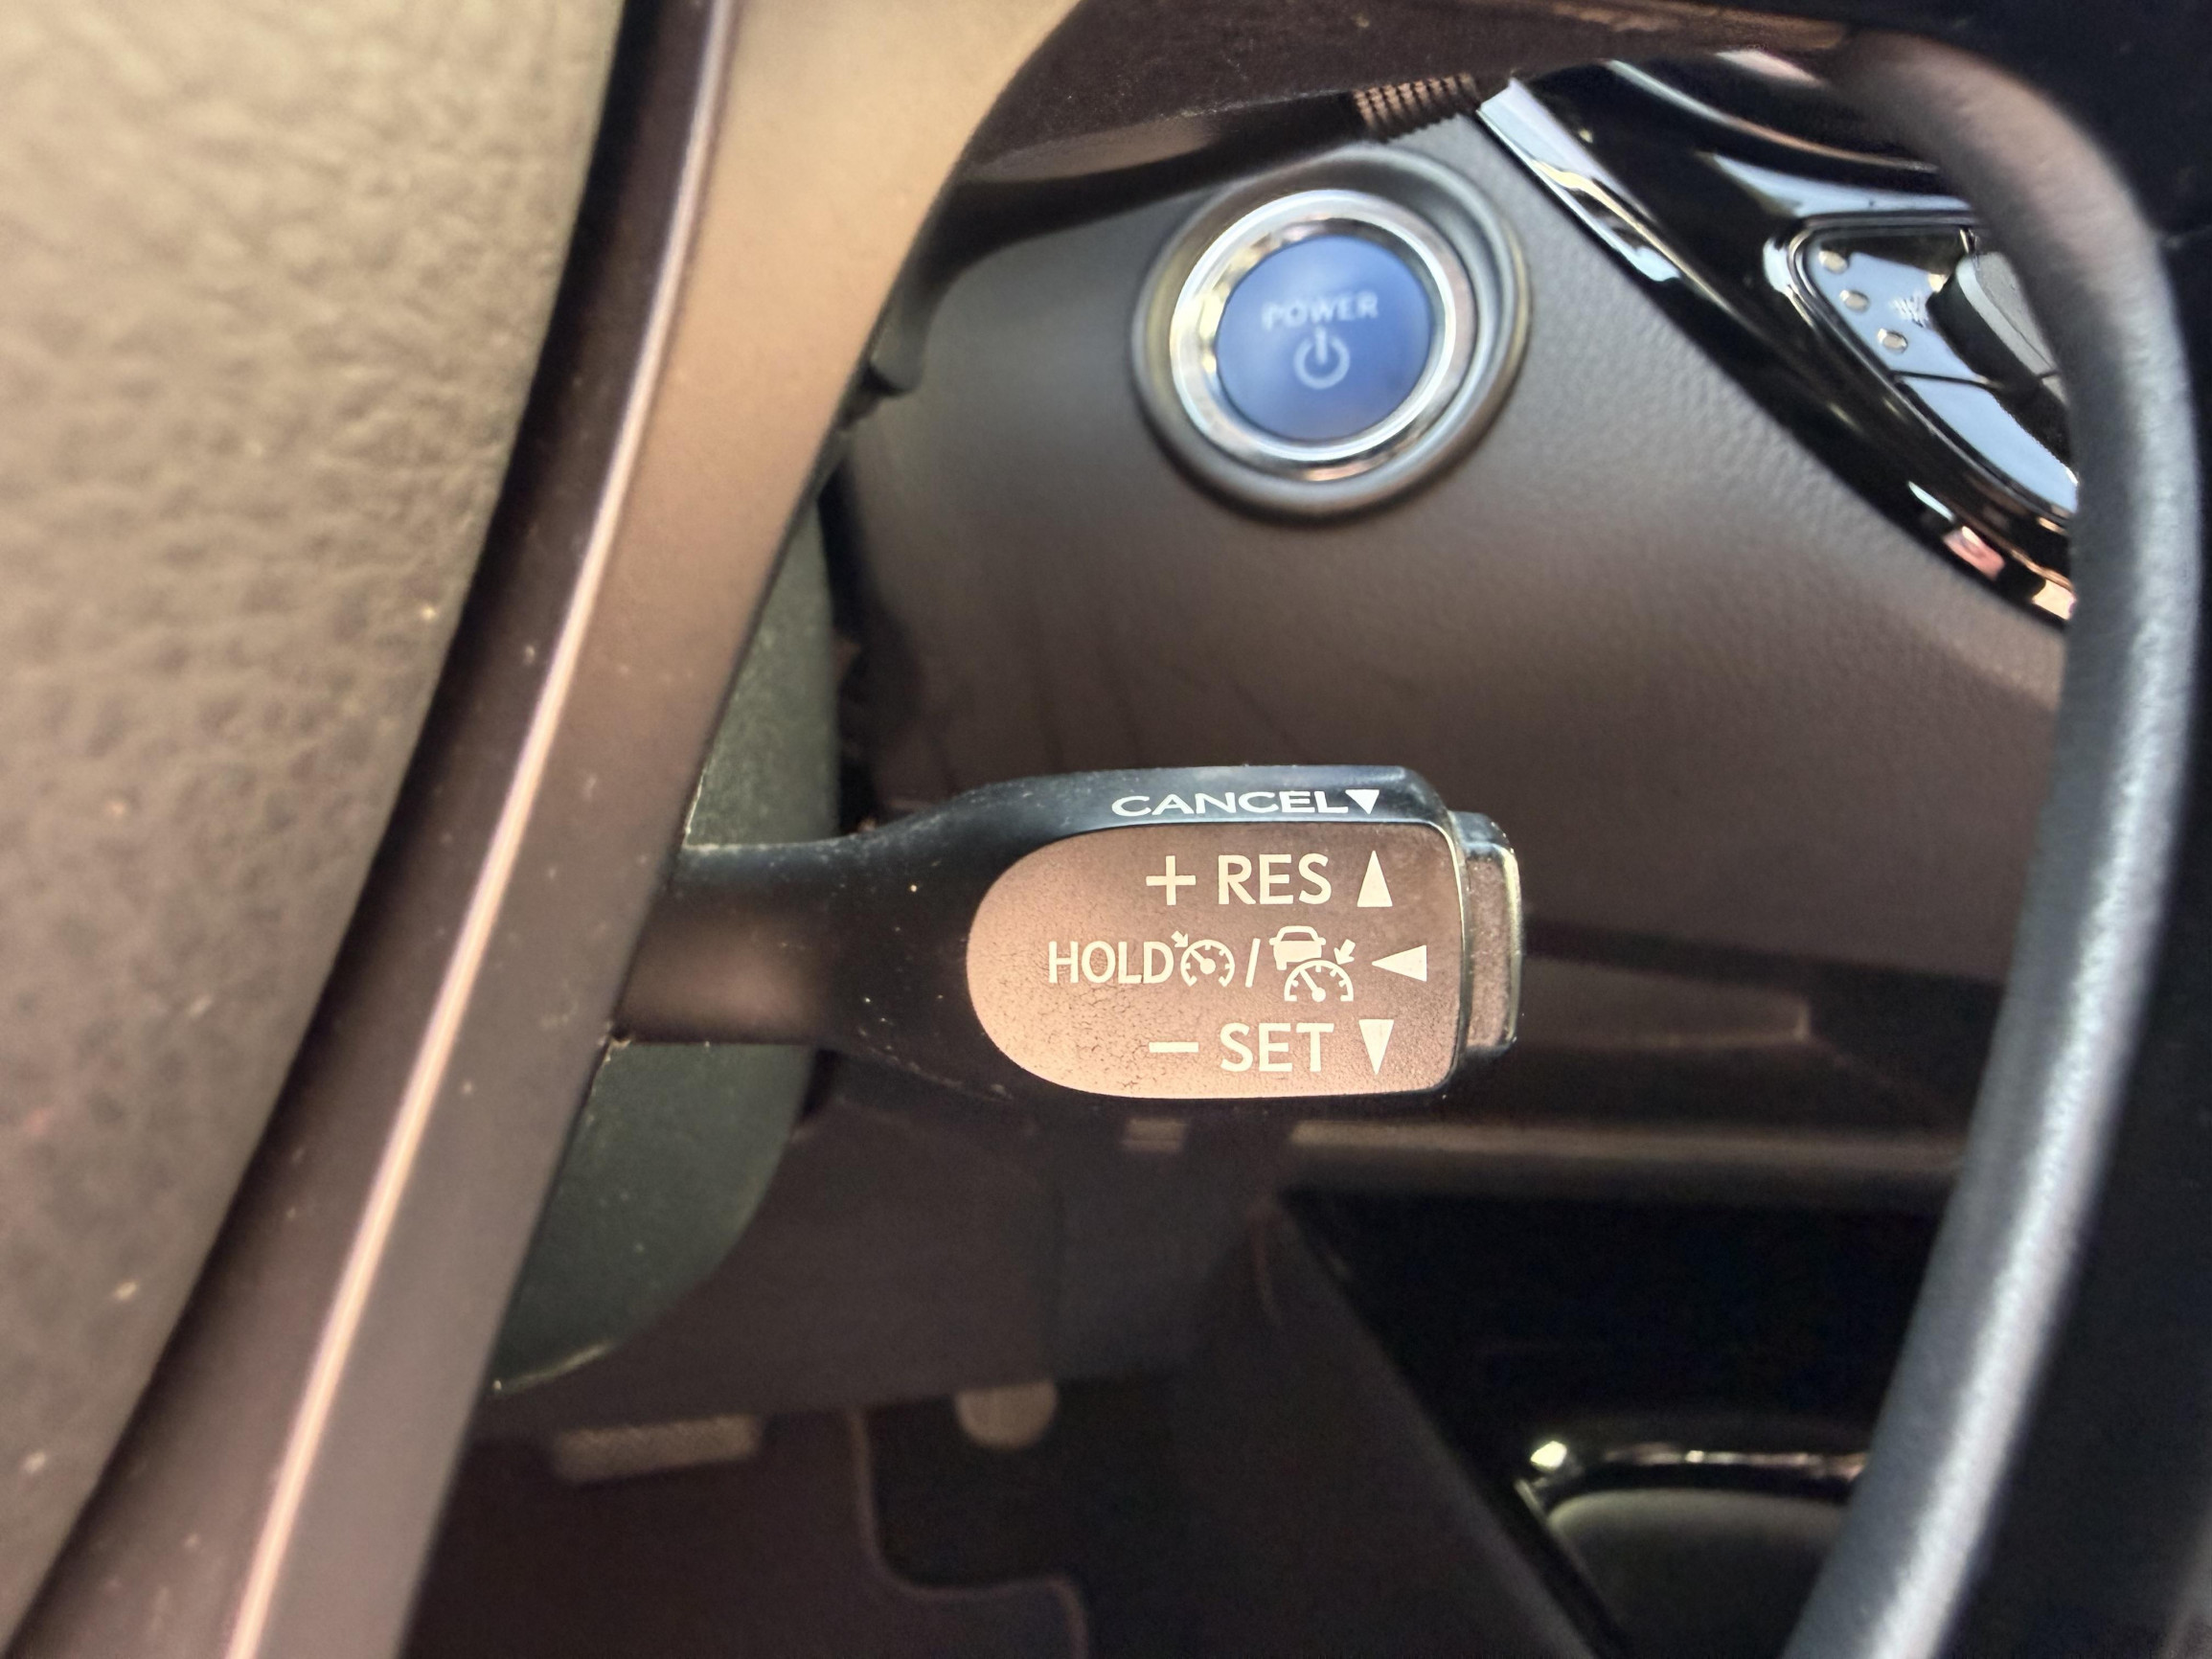 POWER
CANCEL▼
+ RES ▲
HOLD / ◀
− SET ▼